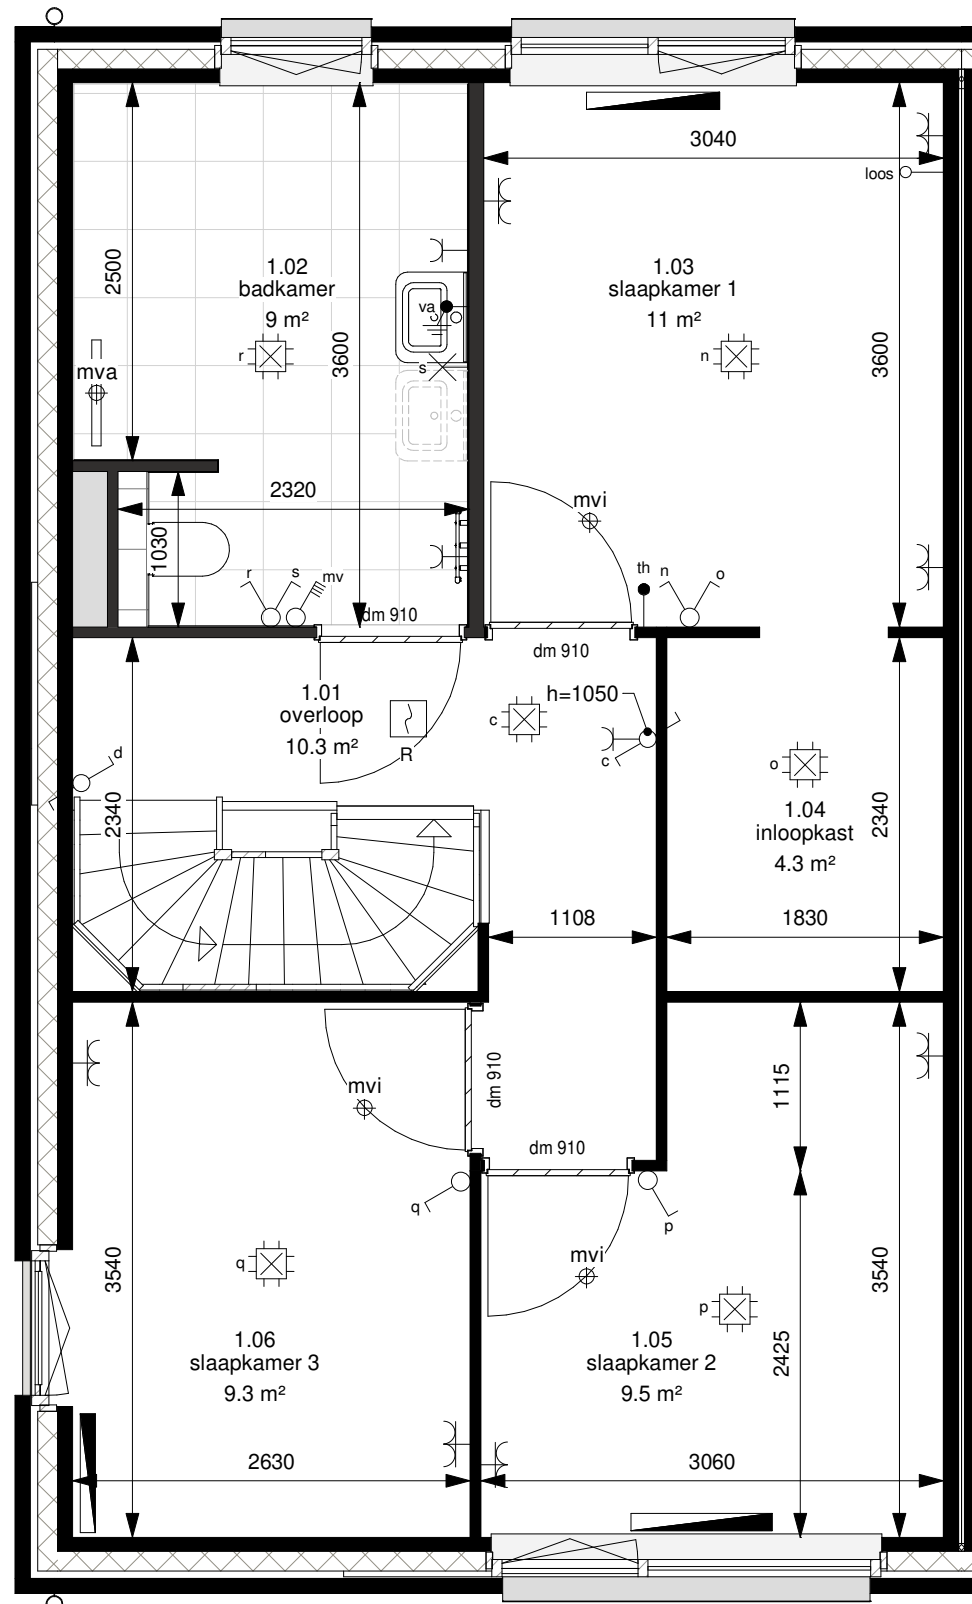 3040
loos
2500
1.02
badkamer
9 m²
3600
va
s
r
mva
1.03
slaapkamer 1
11 m²
n
3600
2320
1030
mvi
r
s
mv
dm 910
th
n
o
dm 910
1.01
overloop
10.3 m²
R
c
h=1050
c
d
2340
o
1.04
inloopkast
4.3 m²
2340
1108
1830
dm 910
mvi
1115
dm 910
q
p
mvi
q
p
3540
1.06
slaapkamer 3
9.3 m²
1.05
slaapkamer 2
9.5 m²
2425
3540
2630
3060